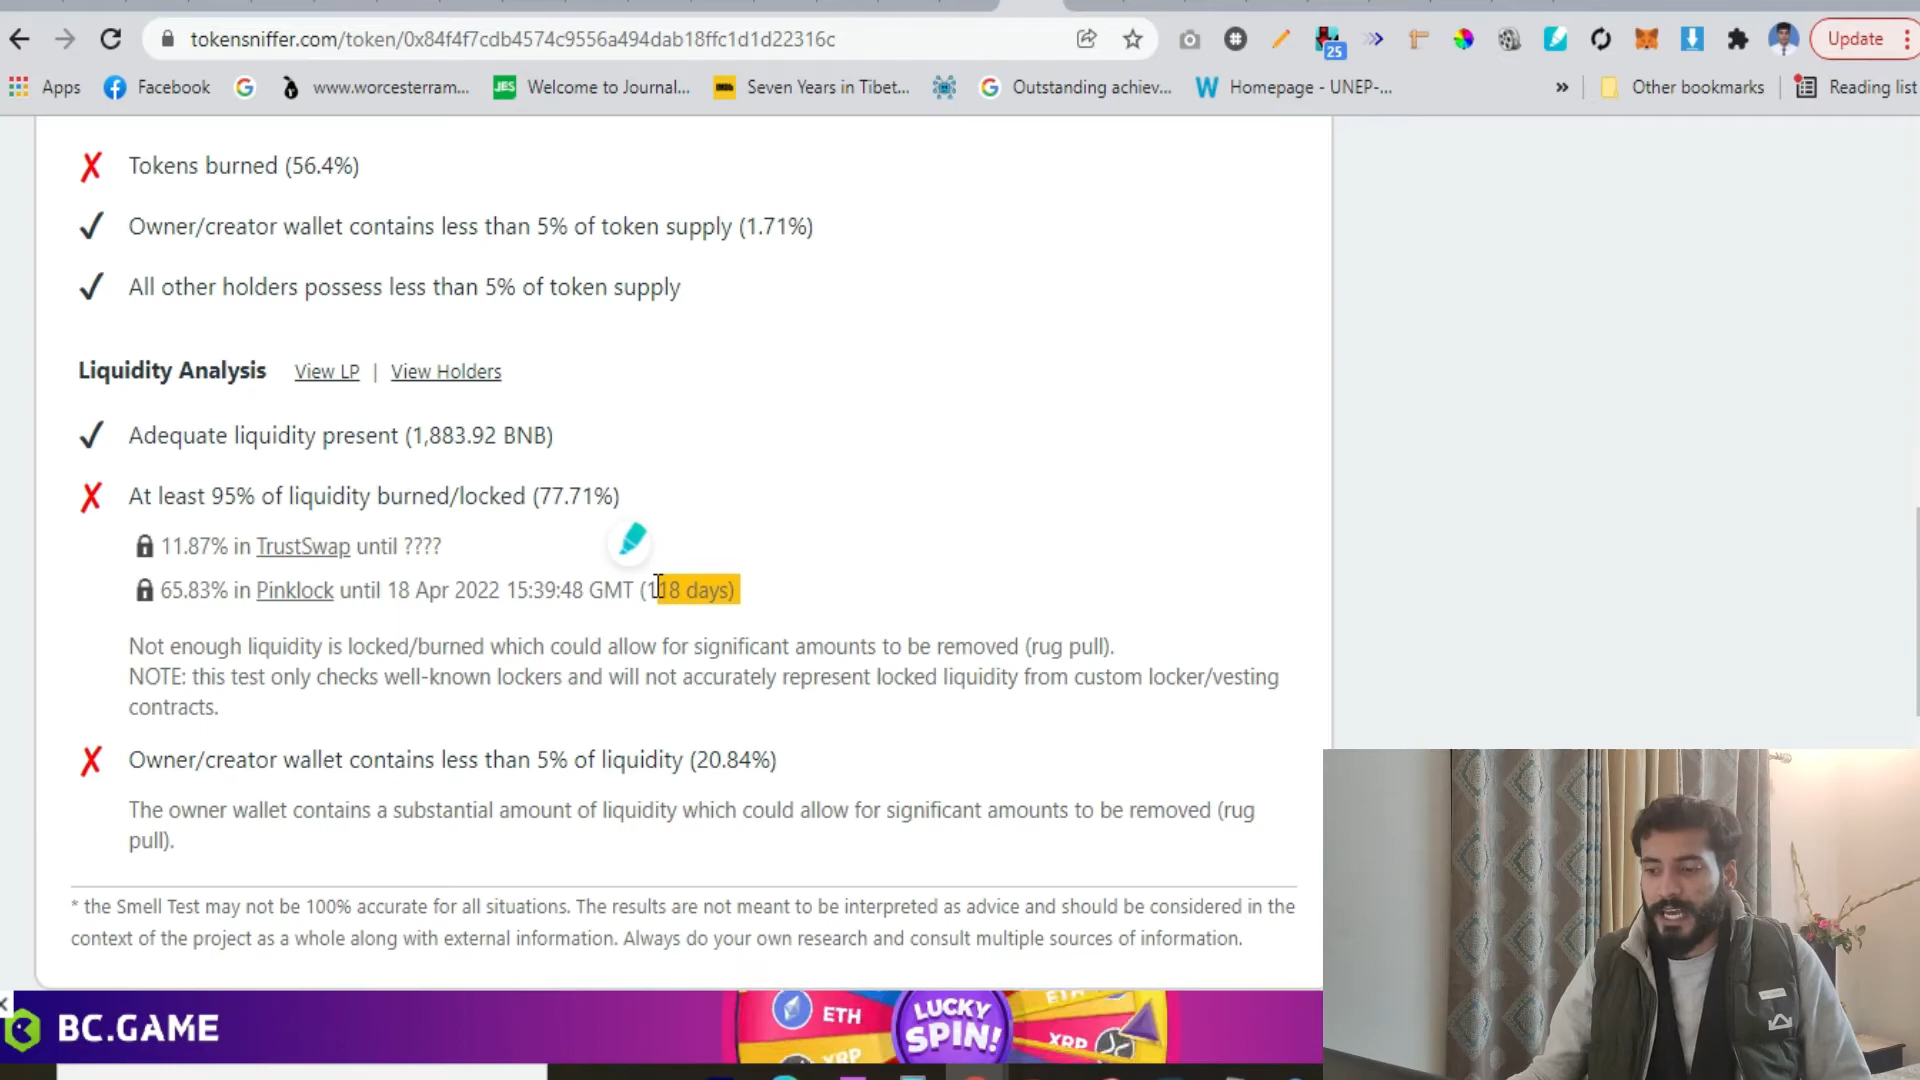 tokensniffer.com/token/0x84f4f7cdb4574c9556a494dab18ffc1d1d22316c
25
Update
Apps
Facebook
www.worcesterram...
JES
Welcome to Journal...
Seven Years in Tibet...
Outstanding achiev...
Homepage - UNEP-...
»
Other bookmarks
Reading list
Tokens burned (56.4%)
Owner/creator wallet contains less than 5% of token supply (1.71%)
All other holders possess less than 5% of token supply
Liquidity Analysis View LP | View Holders
Adequate liquidity present (1,883.92 BNB)
At least 95% of liquidity burned/locked (77.71%)
11.87% in TrustSwap until ????
65.83% in Pinklock until 18 Apr 2022 15:39:48 GMT (118 days)
Not enough liquidity is locked/burned which could allow for significant amounts to be removed (rug pull).
NOTE: this test only checks well-known lockers and will not accurately represent locked liquidity from custom locker/vesting
contracts.
Owner/creator wallet contains less than 5% of liquidity (20.84%)
The owner wallet contains a substantial amount of liquidity which could allow for significant amounts to be removed (rug
pull).
* the Smell Test may not be 100% accurate for all situations. The results are not meant to be interpreted as advice and should be considered in the
context of the project as a whole along with external information. Always do your own research and consult multiple sources of information.
BC.GAME
ETH
LUCKY
SPIN!
ETH
XRP
XRP